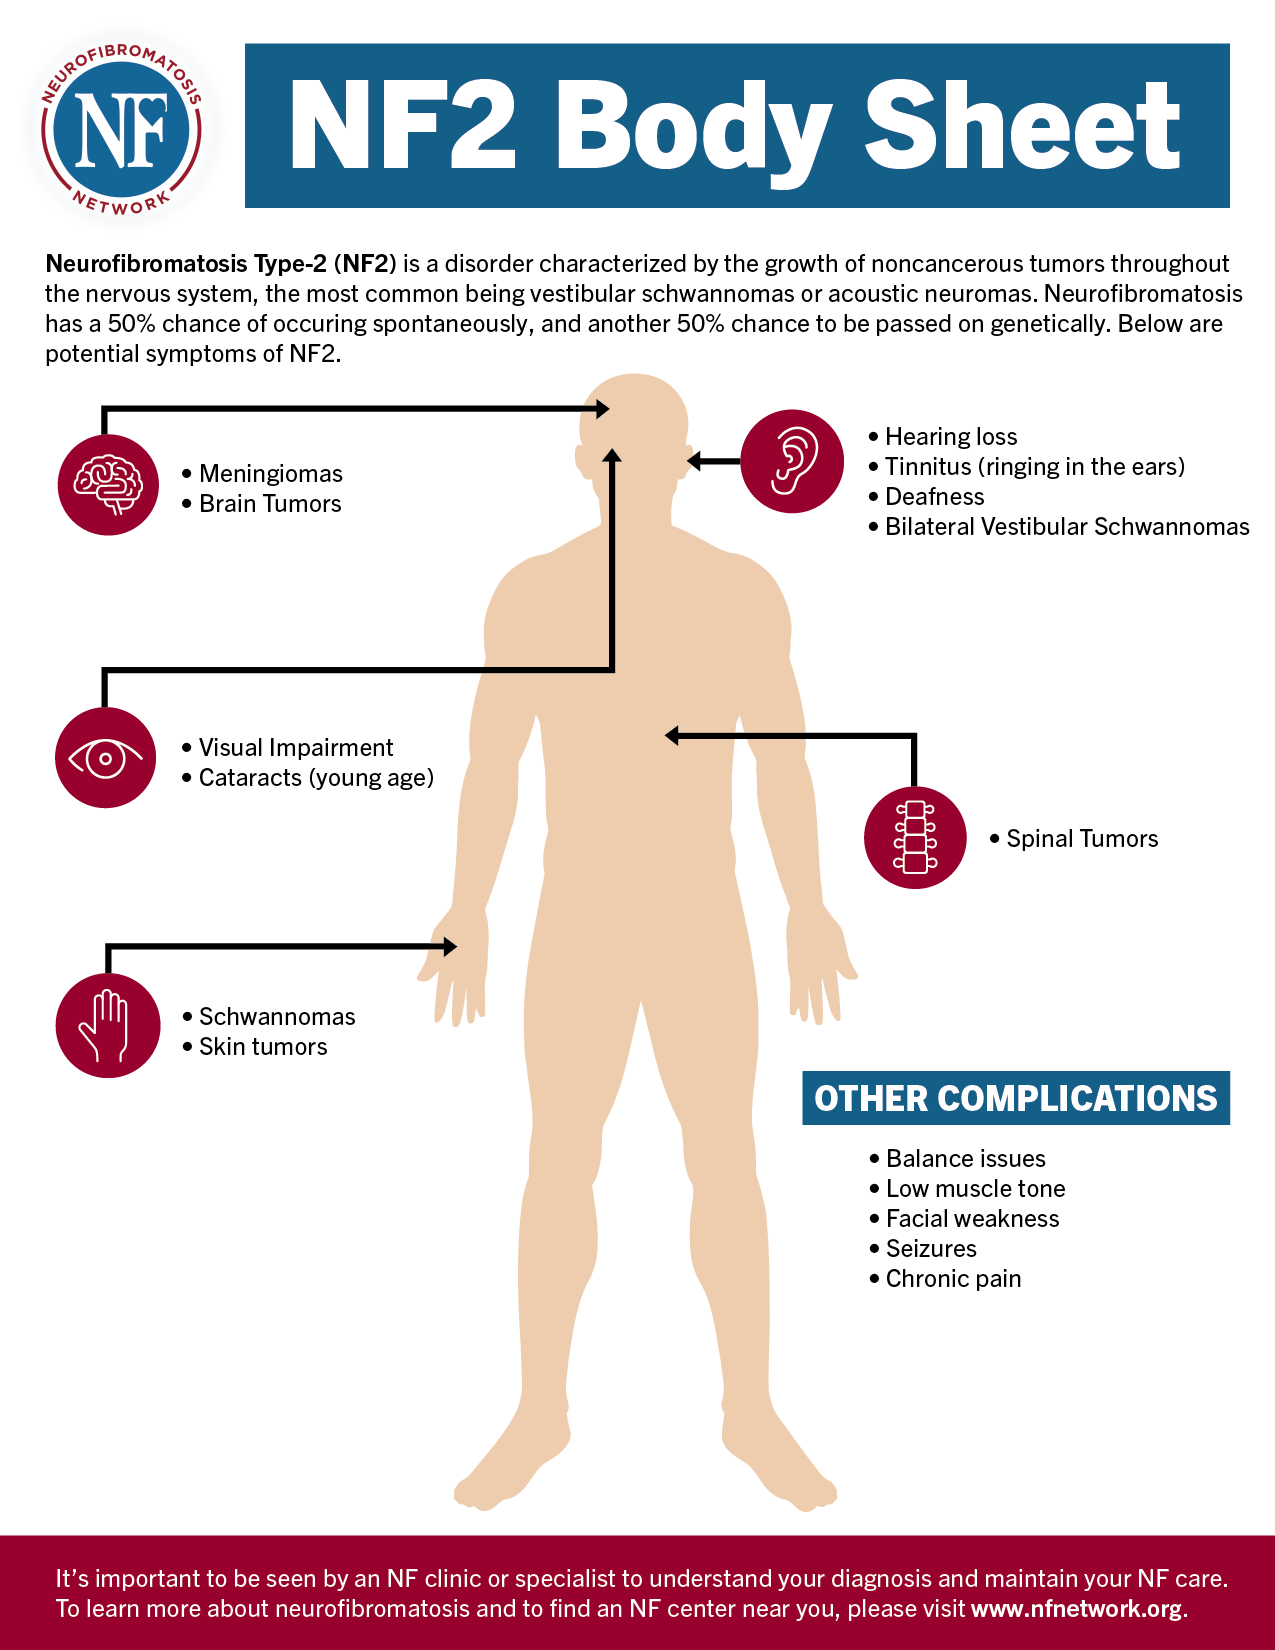 NEUROFIBROMATOSIS
NF
NETWORK
NF2 Body Sheet
Neurofibromatosis Type-2 (NF2) is a disorder characterized by the growth of noncancerous tumors throughout
the nervous system, the most common being vestibular schwannomas or acoustic neuromas. Neurofibromatosis
has a 50% chance of occuring spontaneously, and another 50% chance to be passed on genetically. Below are
potential symptoms of NF2.
• Meningiomas
• Brain Tumors
• Hearing loss
• Tinnitus (ringing in the ears)
• Deafness
• Bilateral Vestibular Schwannomas
• Visual Impairment
• Cataracts (young age)
• Spinal Tumors
• Schwannomas
• Skin tumors
OTHER COMPLICATIONS
• Balance issues
• Low muscle tone
• Facial weakness
• Seizures
• Chronic pain
It’s important to be seen by an NF clinic or specialist to understand your diagnosis and maintain your NF care.
To learn more about neurofibromatosis and to find an NF center near you, please visit www.nfnetwork.org.